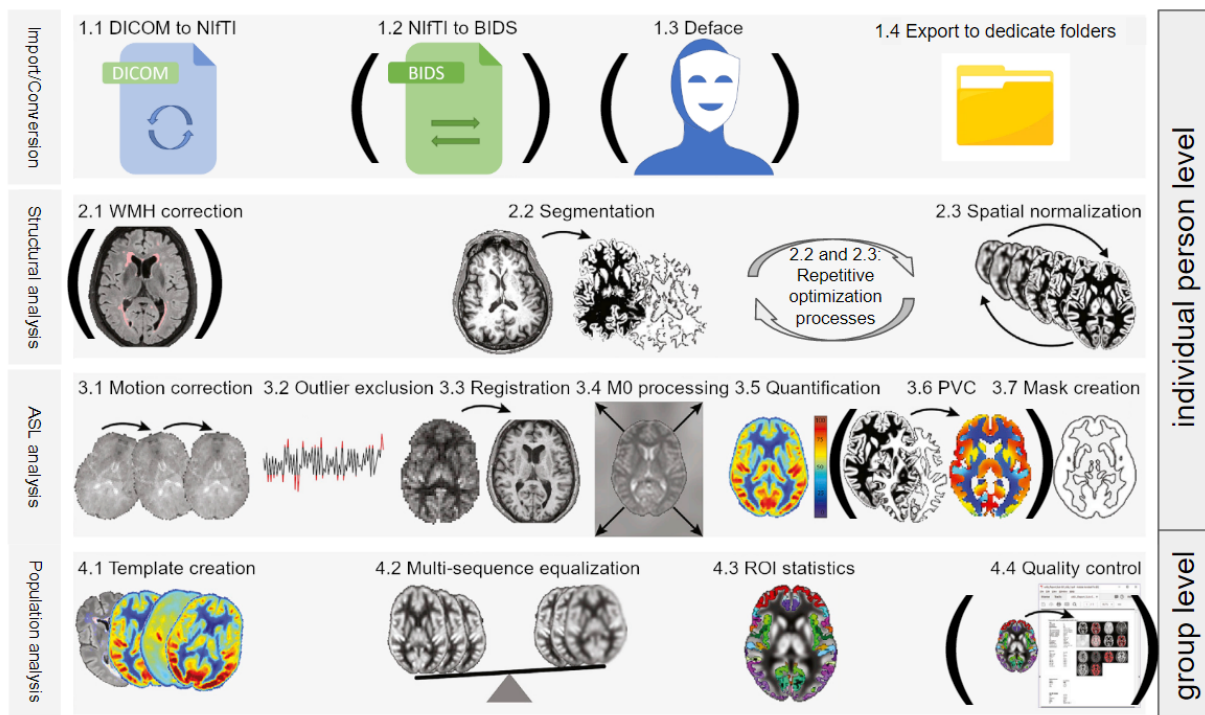 Import/Conversion
1.1 DICOM to NIfTI
DICOM
1.2 NIfTI to BIDS
BIDS
1.3 Deface
1.4 Export to dedicate folders
individual person level
Structural analysis
2.1 WMH correction
2.2 Segmentation
2.2 and 2.3:
Repetitive
optimization
processes
2.3 Spatial normalization
ASL analysis
3.1 Motion correction
3.2 Outlier exclusion
3.3 Registration
3.4 M0 processing
3.5 Quantification
100
75
50
3.6 PVC
3.7 Mask creation
Population analysis
4.1 Template creation
4.2 Multi-sequence equalization
4.3 ROI statistics
4.4 Quality control
group level